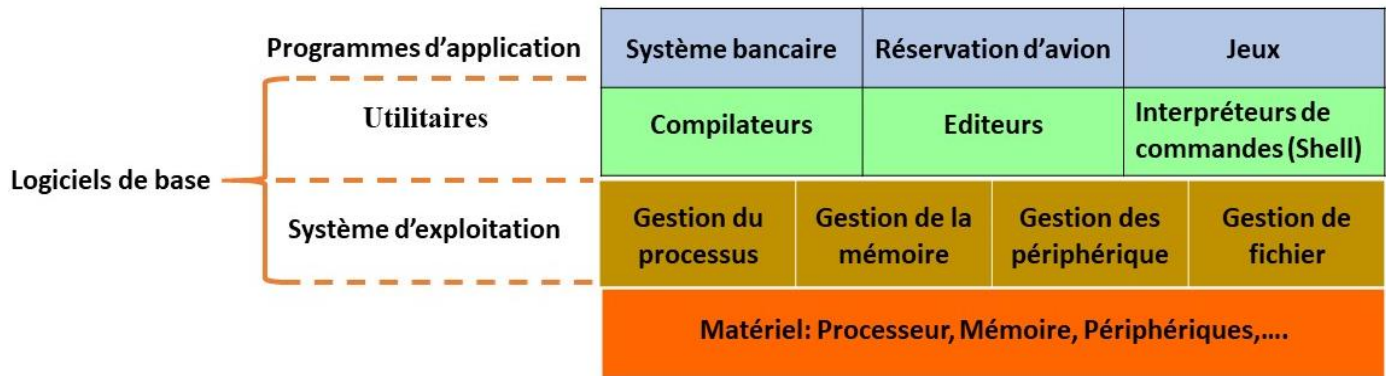 Programmes d'application
Système bancaire
Réservation d'avion
Jeux
Utilitaires
Compilateurs
Editeurs
Interpréteurs de
commandes (Shell)
Logiciels de base
Système d'exploitation
Gestion du
processus
Gestion de la
mémoire
Gestion des
périphérique
Gestion de
fichier
Matériel: Processeur, Mémoire, Périphériques,....